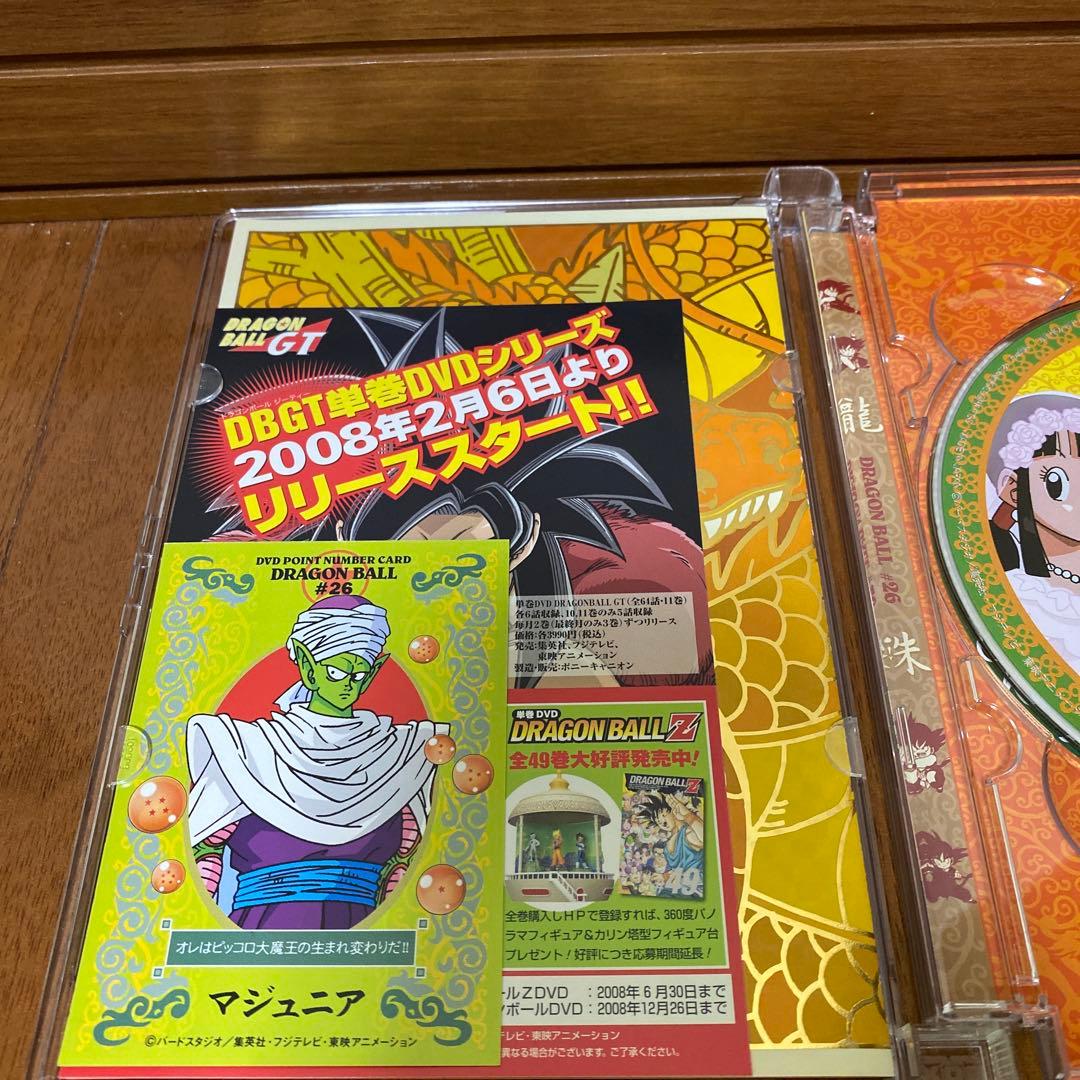 DRAGON
BALL GT
ドラゴンボール ジーティー
DBGT単巻DVDシリーズ
2008年2月6日より
リリーススタート!!
DVD POINT NUMBER CARD
DRAGON BALL
#26
単巻DVD DRAGONBALL GT(全64話・11巻)
各6話収録、10,11巻のみ5話収録
毎月2巻(最終月のみ3巻)ずつリリース
価格:各3990円(税込)
発売:集英社、フジテレビ、
東映アニメーション
製造・販売:ポニーキャニオン
単巻DVD
DRAGON BALL Z
全49巻大好評発売中!
DRAGON BALL Z
#49
全巻購入しHPで登録すれば、360度パノ
ラマフィギュア&カリン塔型フィギュア台
プレゼント!好評につき応募期間延長!
ールZDVD :2008年 6月30日まで
ンボールDVD :2008年12月26日まで
テレビ・東映アニメーション
異なる場合がございます。ご了承ください。
オレはピッコロ大魔王の生まれ変わりだ!!
マジュニア
©バードスタジオ/集英社・フジテレビ・東映アニメーション
龍
DRAGON BALL #26
珠